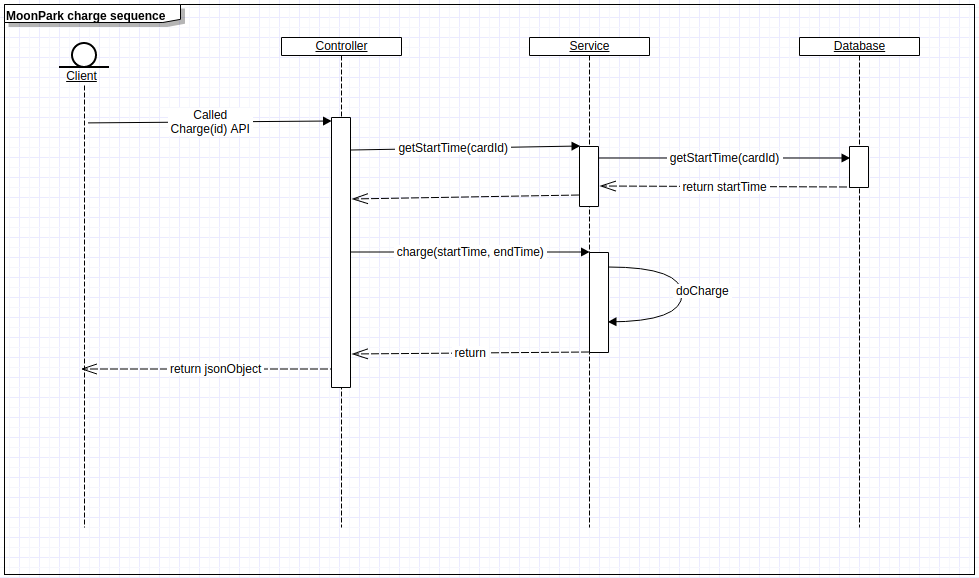 MoonPark charge sequence
Client
Controller
Service
Database
Called
Charge(id) API
getStartTime(cardId)
getStartTime(cardId)
return startTime
charge(startTime, endTime)
doCharge
return
return jsonObject